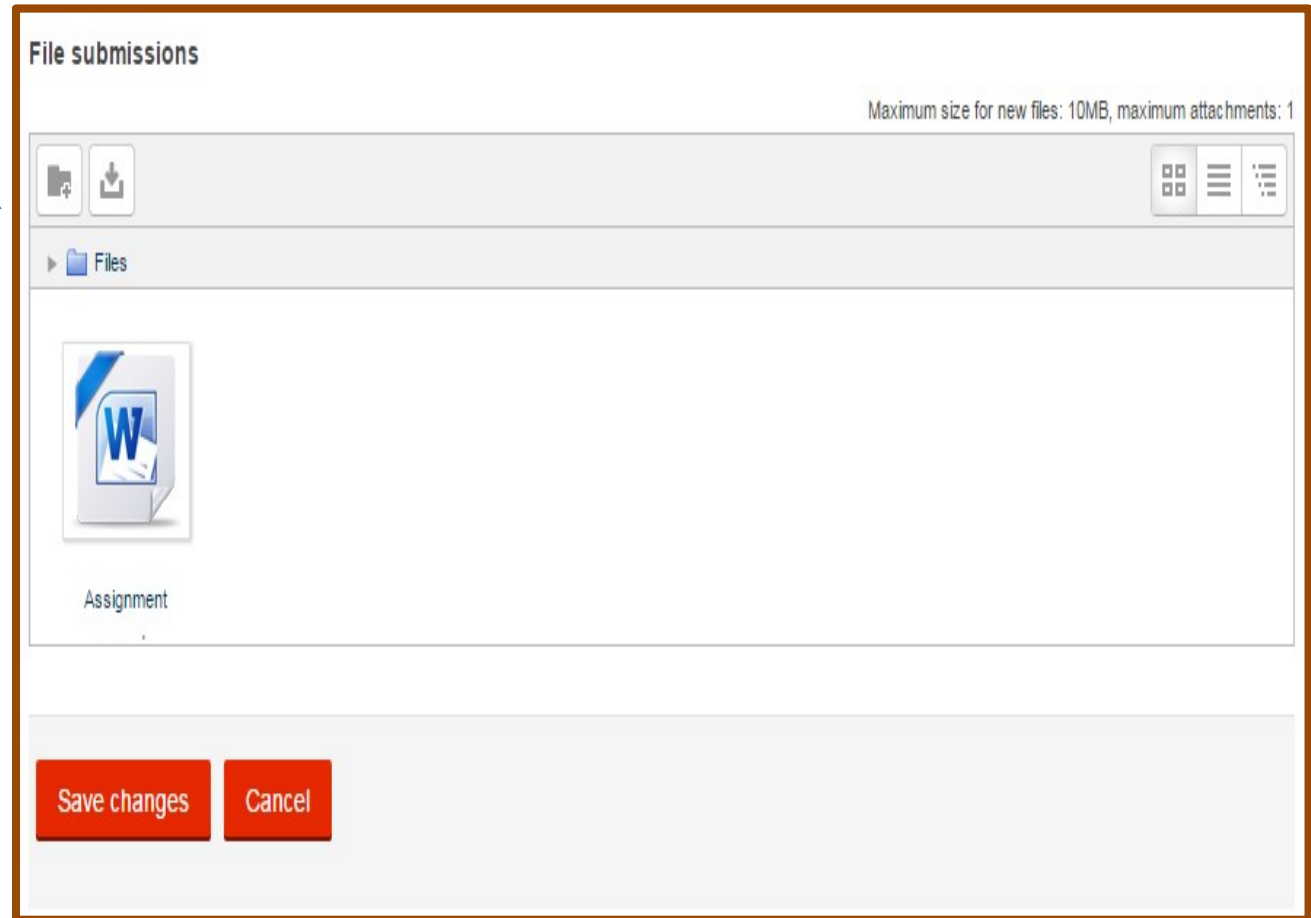 File submissions
Maximum size for new files: 10MB, maximum attachments: 1
Files
W
Assignment
Save changes
Cancel